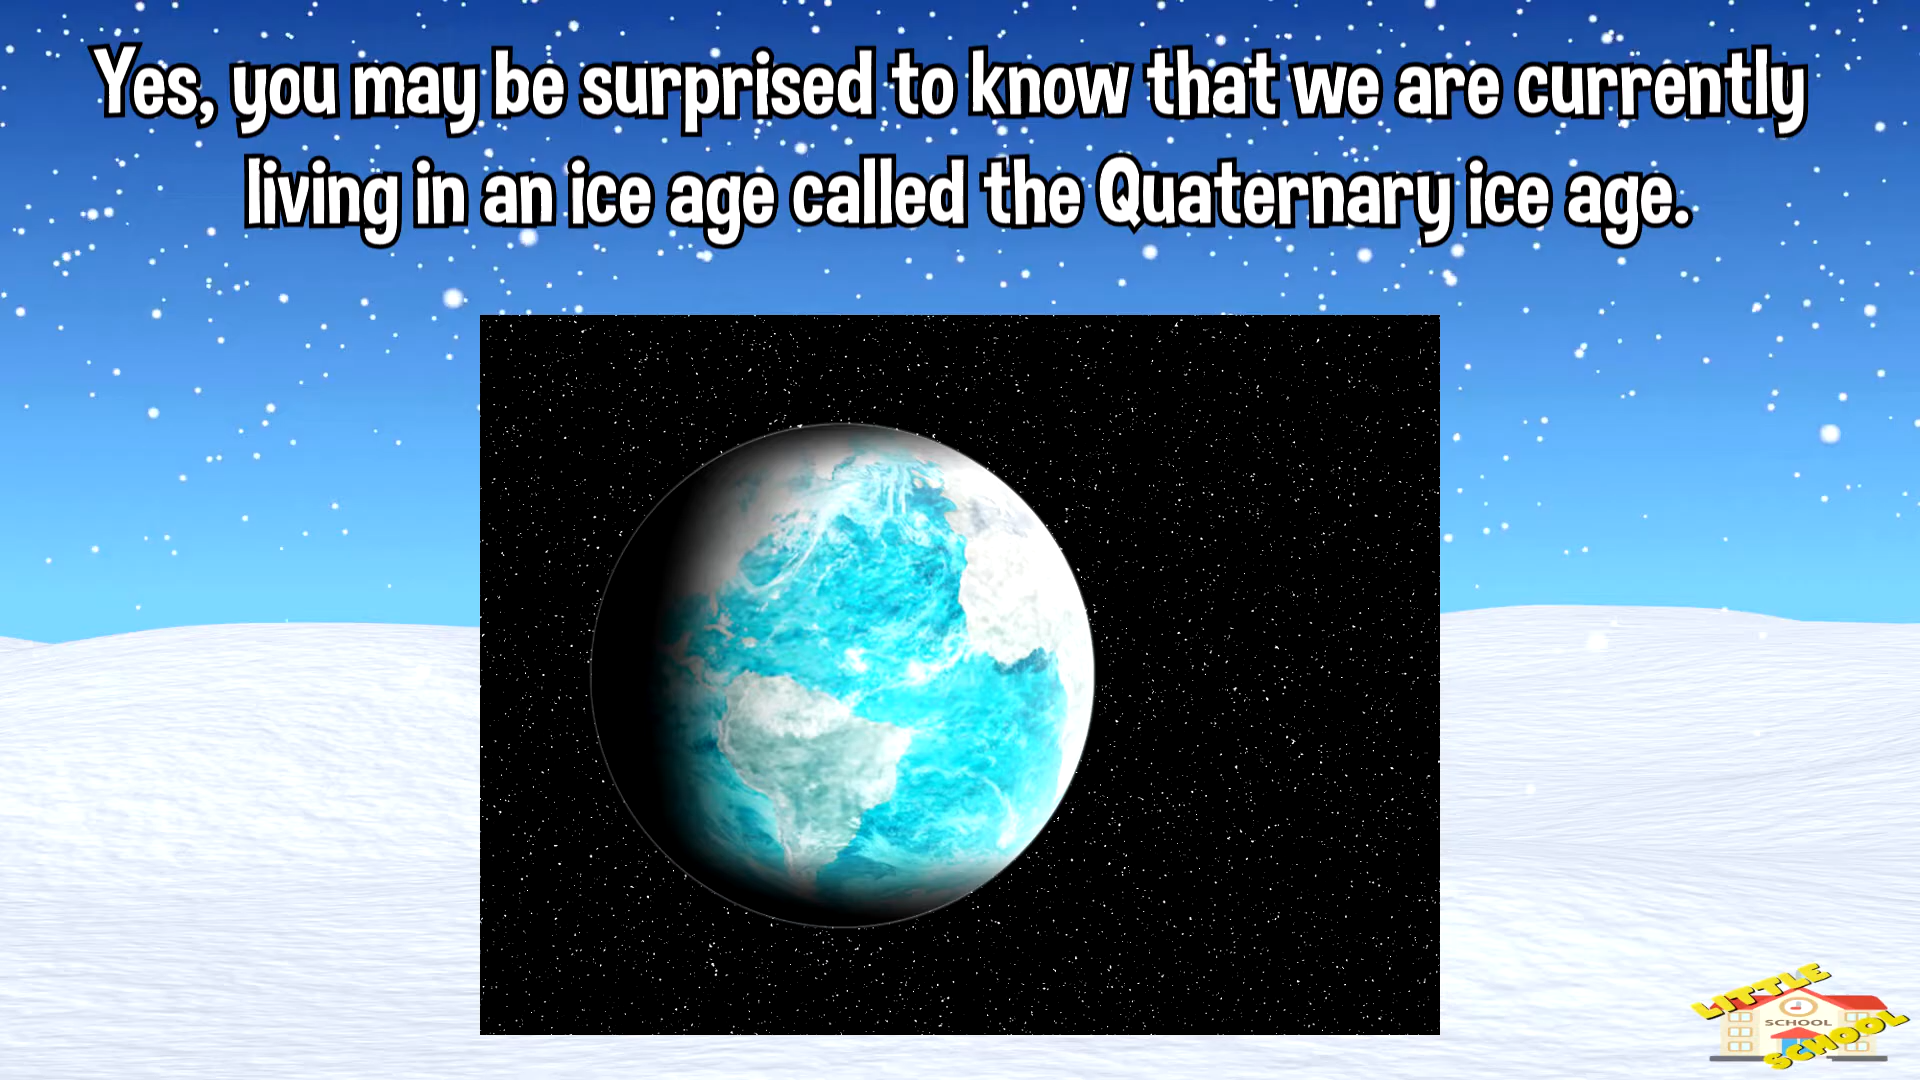 Yes, you may be surprised to know that we are currently
living in an ice age called the Quaternary ice age.
LITTLE
SCHOOL
SCHOOL